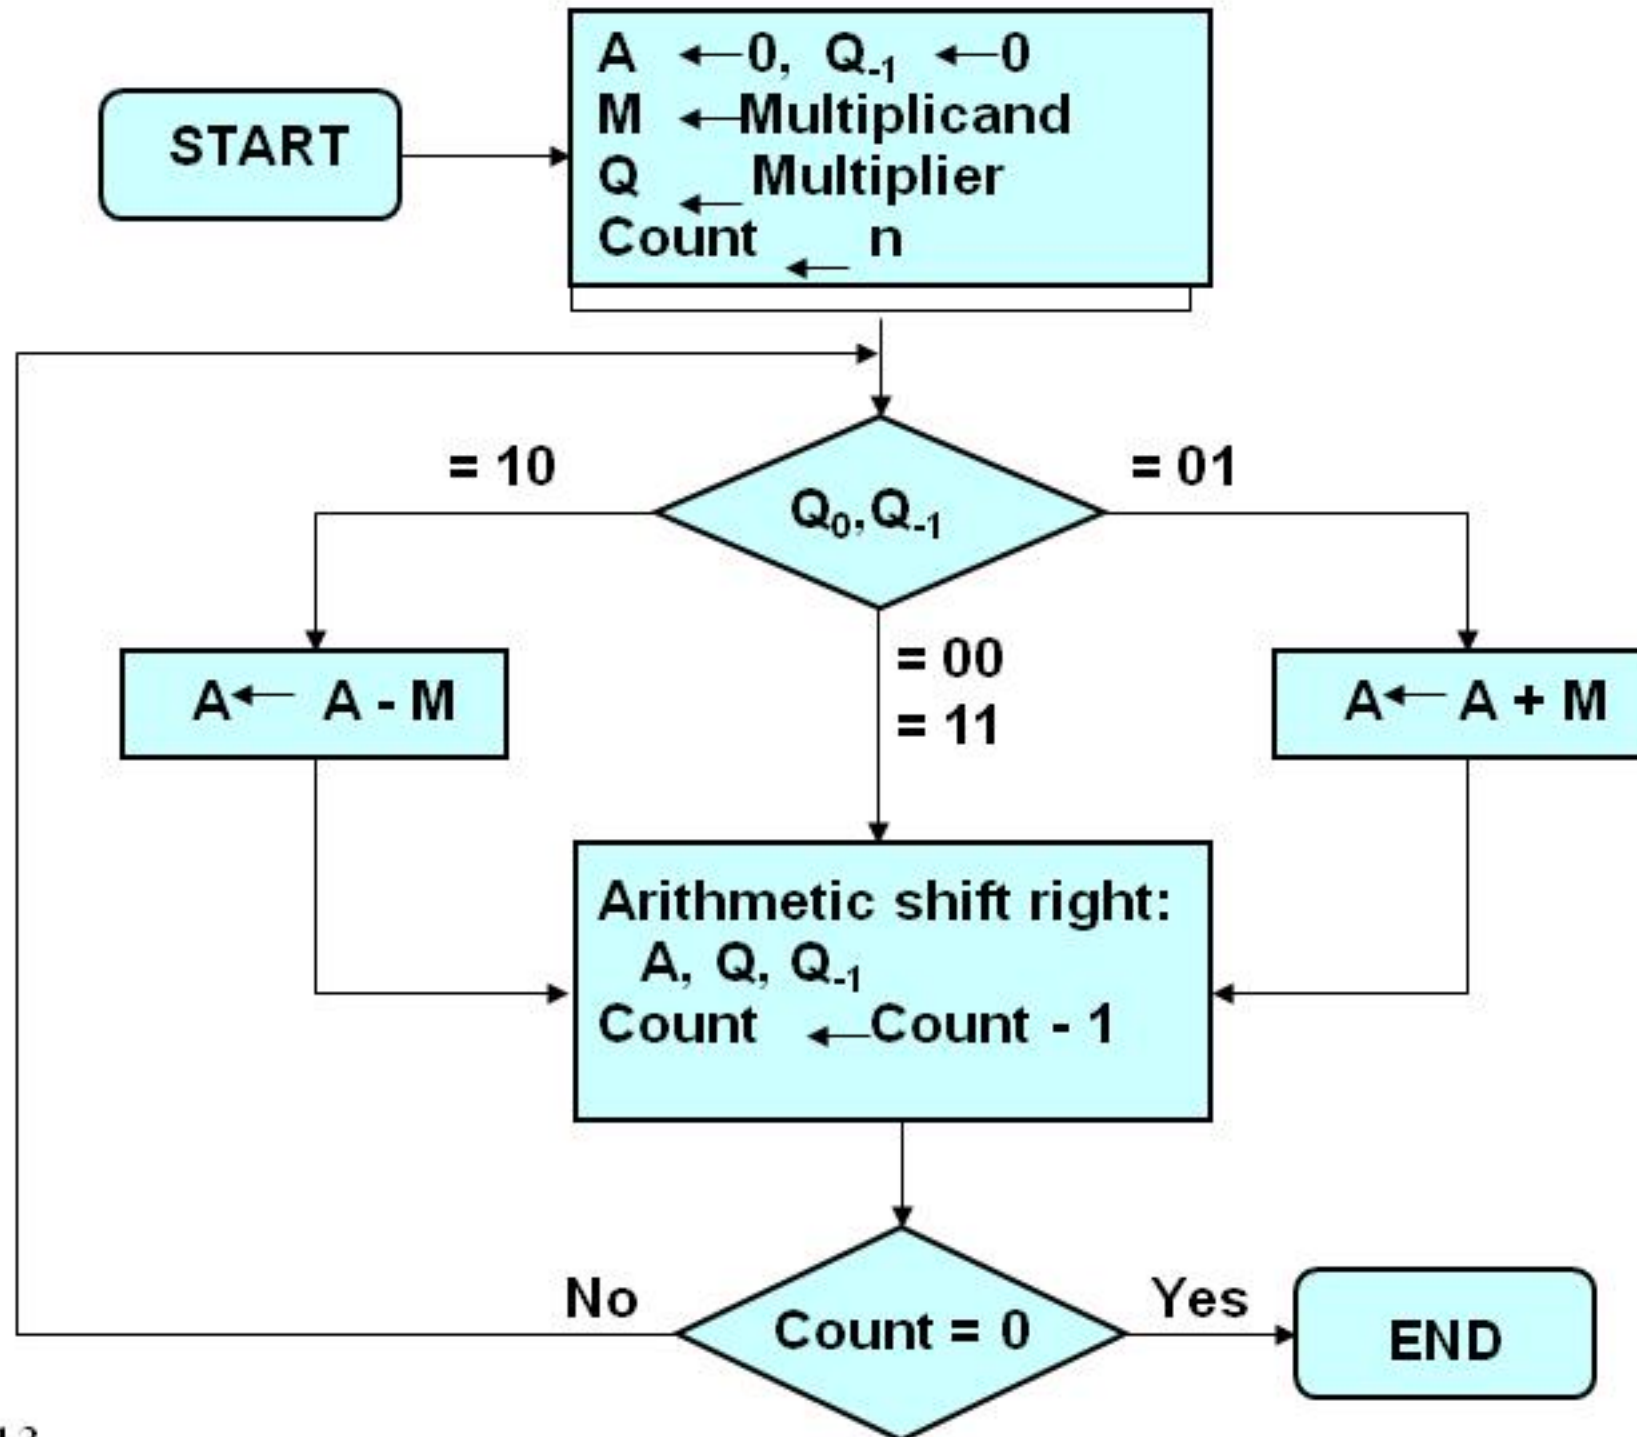 START
A ←0, Q₋₁ ←0
M ←Multiplicand
Q ← Multiplier
Count ← n
= 10
= 01
Q₀,Q₋₁
= 00
= 11
A← A - M
A← A + M
Arithmetic shift right:
A, Q, Q₋₁
Count ←Count - 1
No
Yes
Count = 0
END